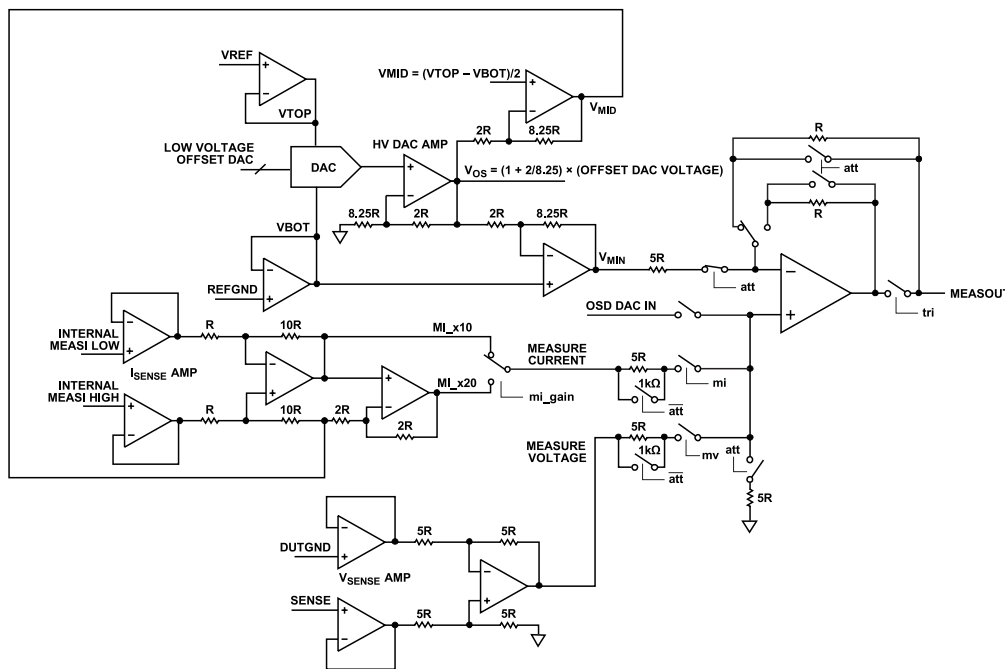 VREF
VTOP
VMID = (VTOP – VBOT)/2
VMID
2R
8.25R
LOW VOLTAGE
OFFSET DAC
DAC
HV DAC AMP
VOS = (1 + 2/8.25) × (OFFSET DAC VOLTAGE)
8.25R
2R
2R
8.25R
VBOT
REFGND
VMIN
5R
att
R
att
R
MEASOUT
tri
OSD DAC IN
INTERNAL
MEASI LOW
ISENSE AMP
R
10R
MI_x10
INTERNAL
MEASI HIGH
R
10R
2R
2R
MI_x20
mi_gain
MEASURE
CURRENT
5R
1kΩ
att
mi
MEASURE
VOLTAGE
5R
1kΩ
att
mv
att
5R
DUTGND
VSENSE AMP
5R
5R
SENSE
5R
5R